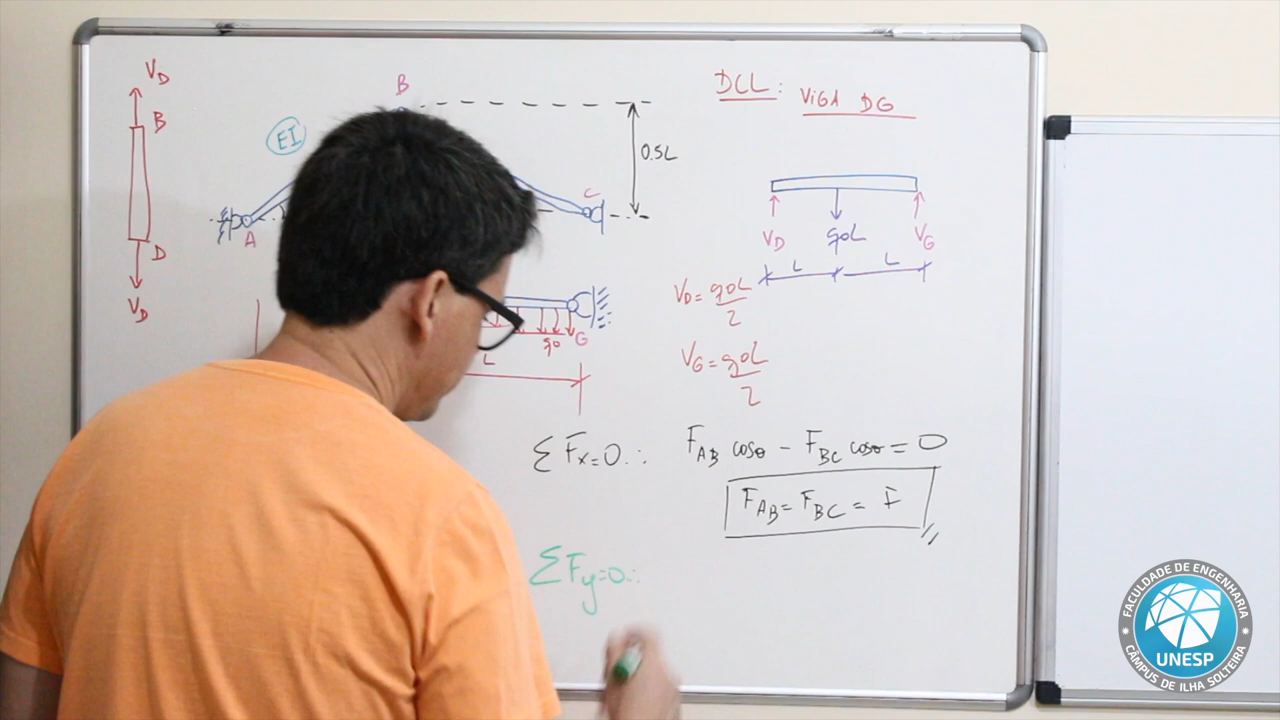 V_D
B
D
V_D
EI
A
B
C
0.5L
q0
G
L
DCL:
VIGA DG
V_D
q0L
V_G
L
L
V_D = q0L/2
V_G = q0L/2
ΣFx=0 ∴ F_AB cosθ - F_BC cosθ = 0
F_AB = F_BC = F
ΣFy=0 ∴
FACULDADE DE ENGENHARIA
UNESP
CÂMPUS DE ILHA SOLTEIRA